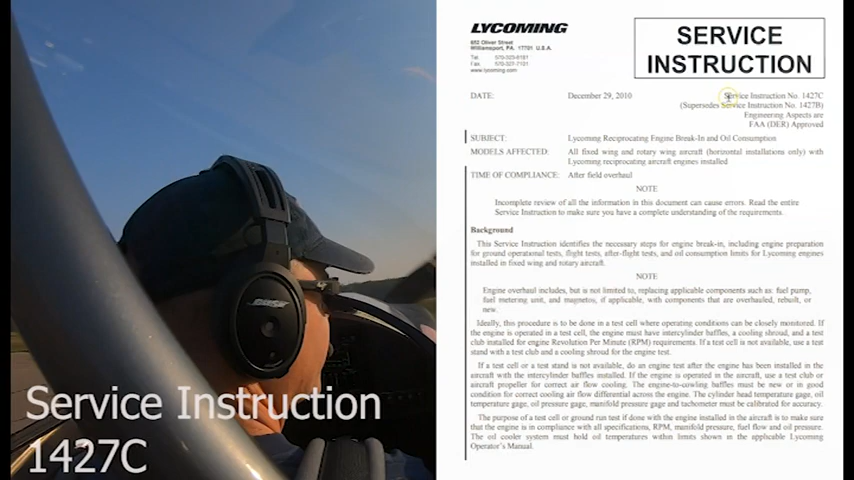 BOSE
Service Instruction
1427C
LYCOMING
652 Oliver Street
Williamsport, PA. 17701 U.S.A.
Tel. 570-323-6181
Fax. 570-327-7101
www.lycoming.com
SERVICE
INSTRUCTION
DATE: December 29, 2010 Service Instruction No. 1427C
(Supersedes Service Instruction No. 1427B)
Engineering Aspects are
FAA (DER) Approved
SUBJECT: Lycoming Reciprocating Engine Break-In and Oil Consumption
MODELS AFFECTED: All fixed wing and rotary wing aircraft (horizontal installations only) with
Lycoming reciprocating aircraft engines installed
TIME OF COMPLIANCE: After field overhaul
NOTE
Incomplete review of all the information in this document can cause errors. Read the entire
Service Instruction to make sure you have a complete understanding of the requirements.
Background
This Service Instruction identifies the necessary steps for engine break-in, including engine preparation
for ground operational tests, flight tests, after-flight tests, and oil consumption limits for Lycoming engines
installed in fixed wing and rotary aircraft.
NOTE
Engine overhaul includes, but is not limited to, replacing applicable components such as: fuel pump,
fuel metering unit, and magnetos, if applicable, with components that are overhauled, rebuilt, or
new.
Ideally, this procedure is to be done in a test cell where operating conditions can be closely monitored. If
the engine is operated in a test cell, the engine must have intercylinder baffles, a cooling shroud, and a test
club installed for engine Revolution Per Minute (RPM) requirements. If a test cell is not available, use a test
stand with a test club and a cooling shroud for the engine test.
If a test cell or a test stand is not available, do an engine test after the engine has been installed in the
aircraft with the intercylinder baffles installed. If the engine is operated in the aircraft, use a test club or
aircraft propeller for correct air flow cooling. The engine-to-cowling baffles must be new or in good
condition for correct cooling air flow differential across the engine. The cylinder head temperature gage, oil
temperature gage, oil pressure gage, manifold pressure gage and tachometer must be calibrated for accuracy.
The purpose of a test cell or ground run test if done with the engine installed in the aircraft is to make sure
that the engine is in compliance with all specifications, RPM, manifold pressure, fuel flow and oil pressure.
The oil cooler system must hold oil temperatures within limits shown in the applicable Lycoming
Operator's Manual.